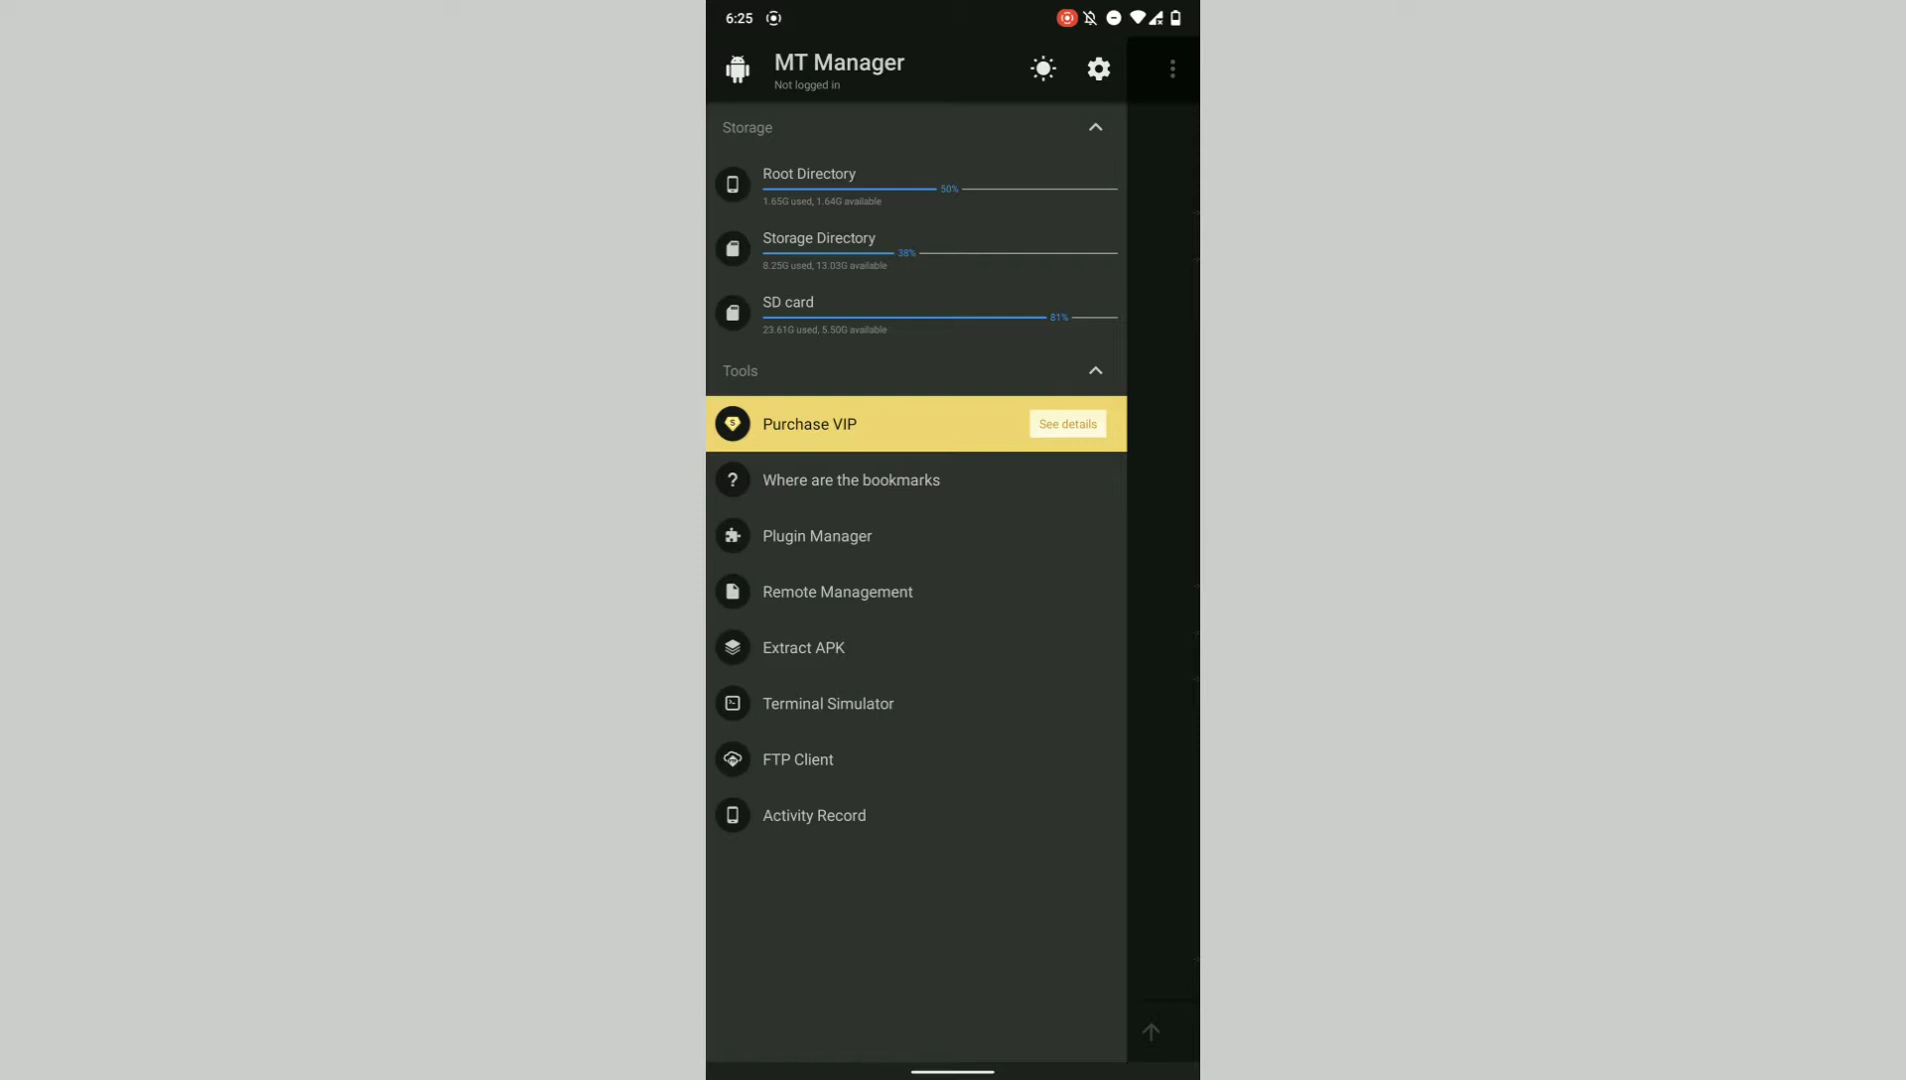 6:25
MT Manager
Not logged in
Storage
Root Directory
50%
1.65G used, 1.64G available
Storage Directory
38%
8.25G used, 13.03G available
SD card
81%
23.61G used, 5.50G available
Tools
Purchase VIP
See details
Where are the bookmarks
Plugin Manager
Remote Management
Extract APK
Terminal Simulator
FTP Client
Activity Record